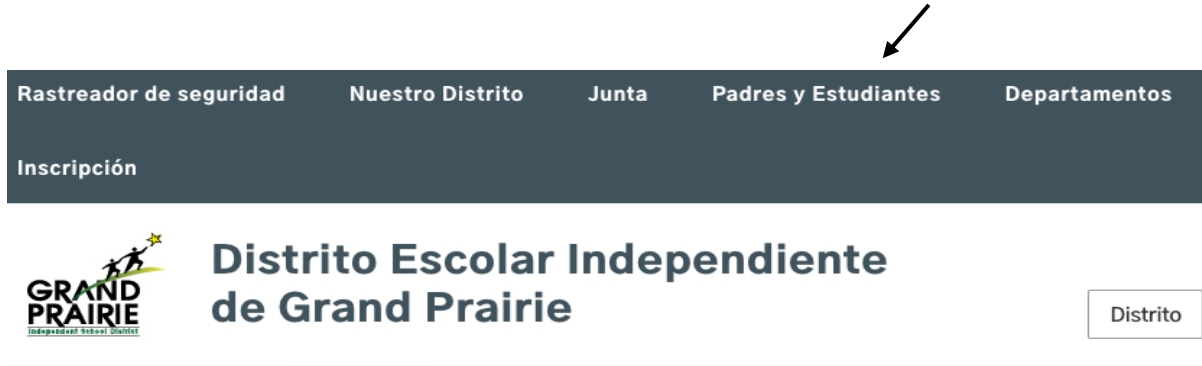 Rastreador de seguridad Nuestro Distrito Junta Padres y Estudiantes Departamentos
Inscripción
GRAND
PRAIRIE
Independent School District
Distrito Escolar Independiente
de Grand Prairie
Distrito